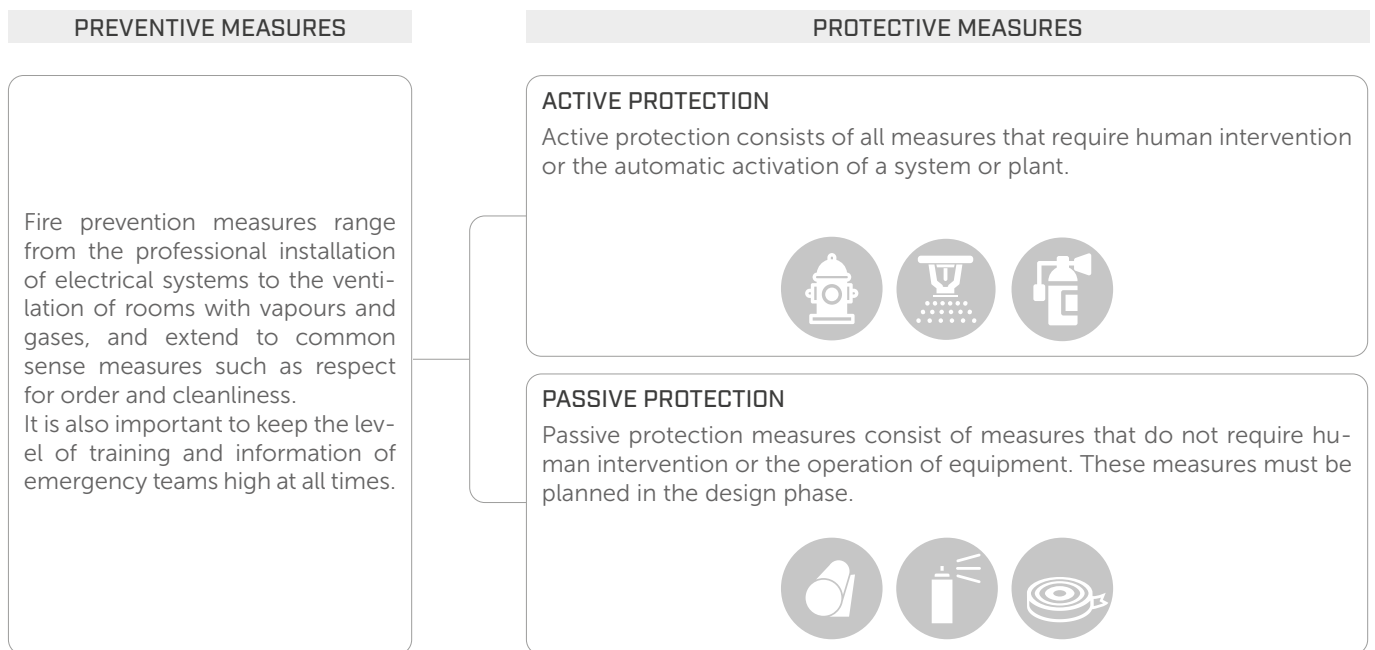 PREVENTIVE MEASURES
Fire prevention measures range
from the professional installation
of electrical systems to the venti-
lation of rooms with vapours and
gases, and extend to common
sense measures such as respect
for order and cleanliness.
It is also important to keep the lev-
el of training and information of
emergency teams high at all times.
PROTECTIVE MEASURES
ACTIVE PROTECTION
Active protection consists of all measures that require human intervention
or the automatic activation of a system or plant.
PASSIVE PROTECTION
Passive protection measures consist of measures that do not require hu-
man intervention or the operation of equipment. These measures must be
planned in the design phase.